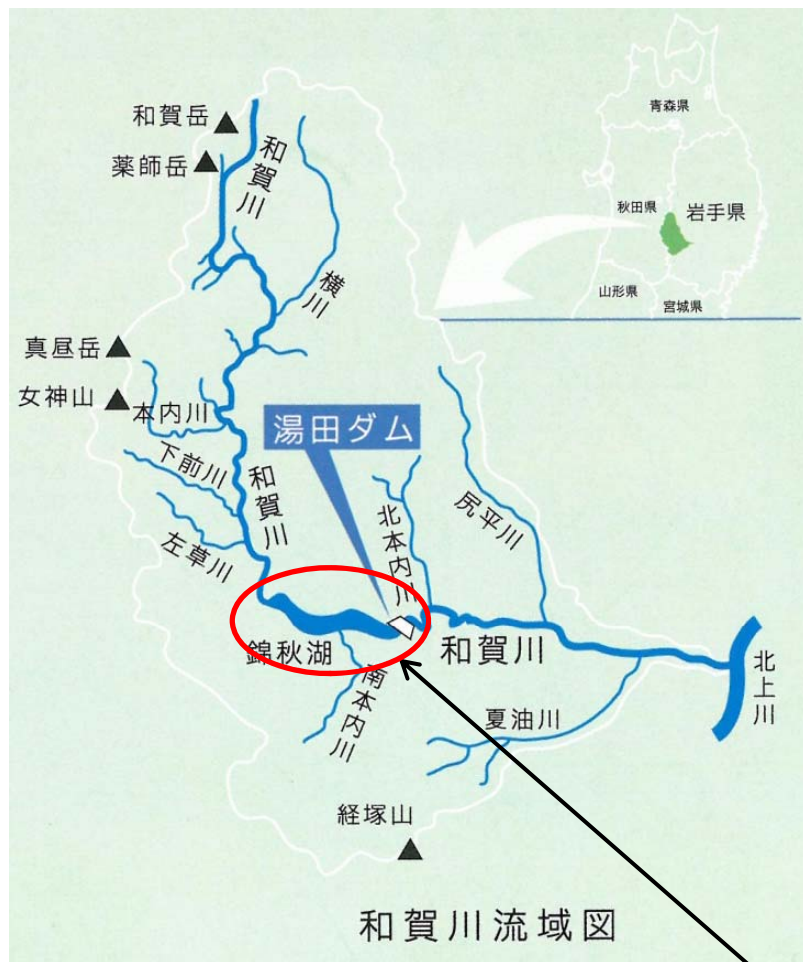 青森県
秋田県
岩手県
山形県
宮城県
和賀岳
薬師岳
和賀川
横川
真昼岳
女神山
本内川
湯田ダム
下前川
和賀川
左草川
北本内川
尻平川
錦秋湖
和賀川
南本内川
夏油川
北上川
経塚山
和賀川流域図